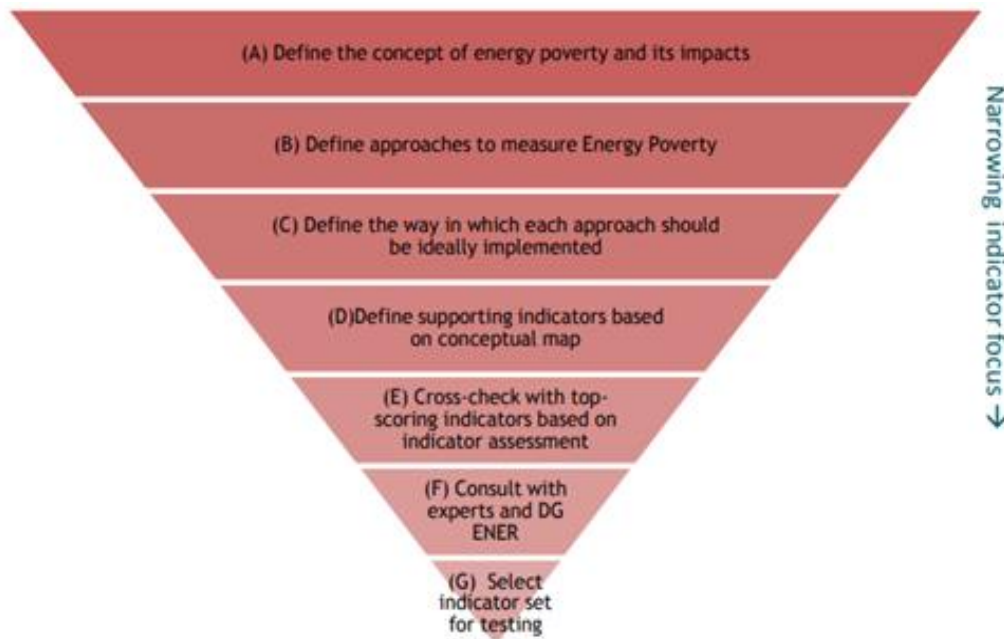 (A) Define the concept of energy poverty and its impacts
(B) Define approaches to measure Energy Poverty
(C) Define the way in which each approach should
be ideally implemented
(D)Define supporting indicators based
on conceptual map
(E) Cross-check with top-
scoring indicators based on
indicator assessment
(F) Consult with
experts and DG
ENER
(G) Select
indicator set
for testing
Narrowing indicator focus →